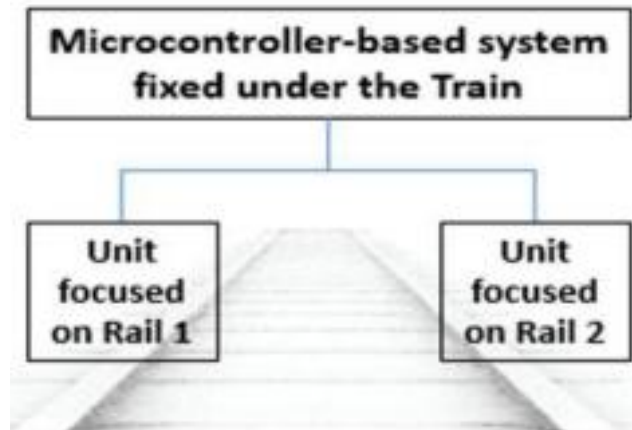 Microcontroller-based system
fixed under the Train
Unit
focused
on Rail 1
Unit
focused
on Rail 2